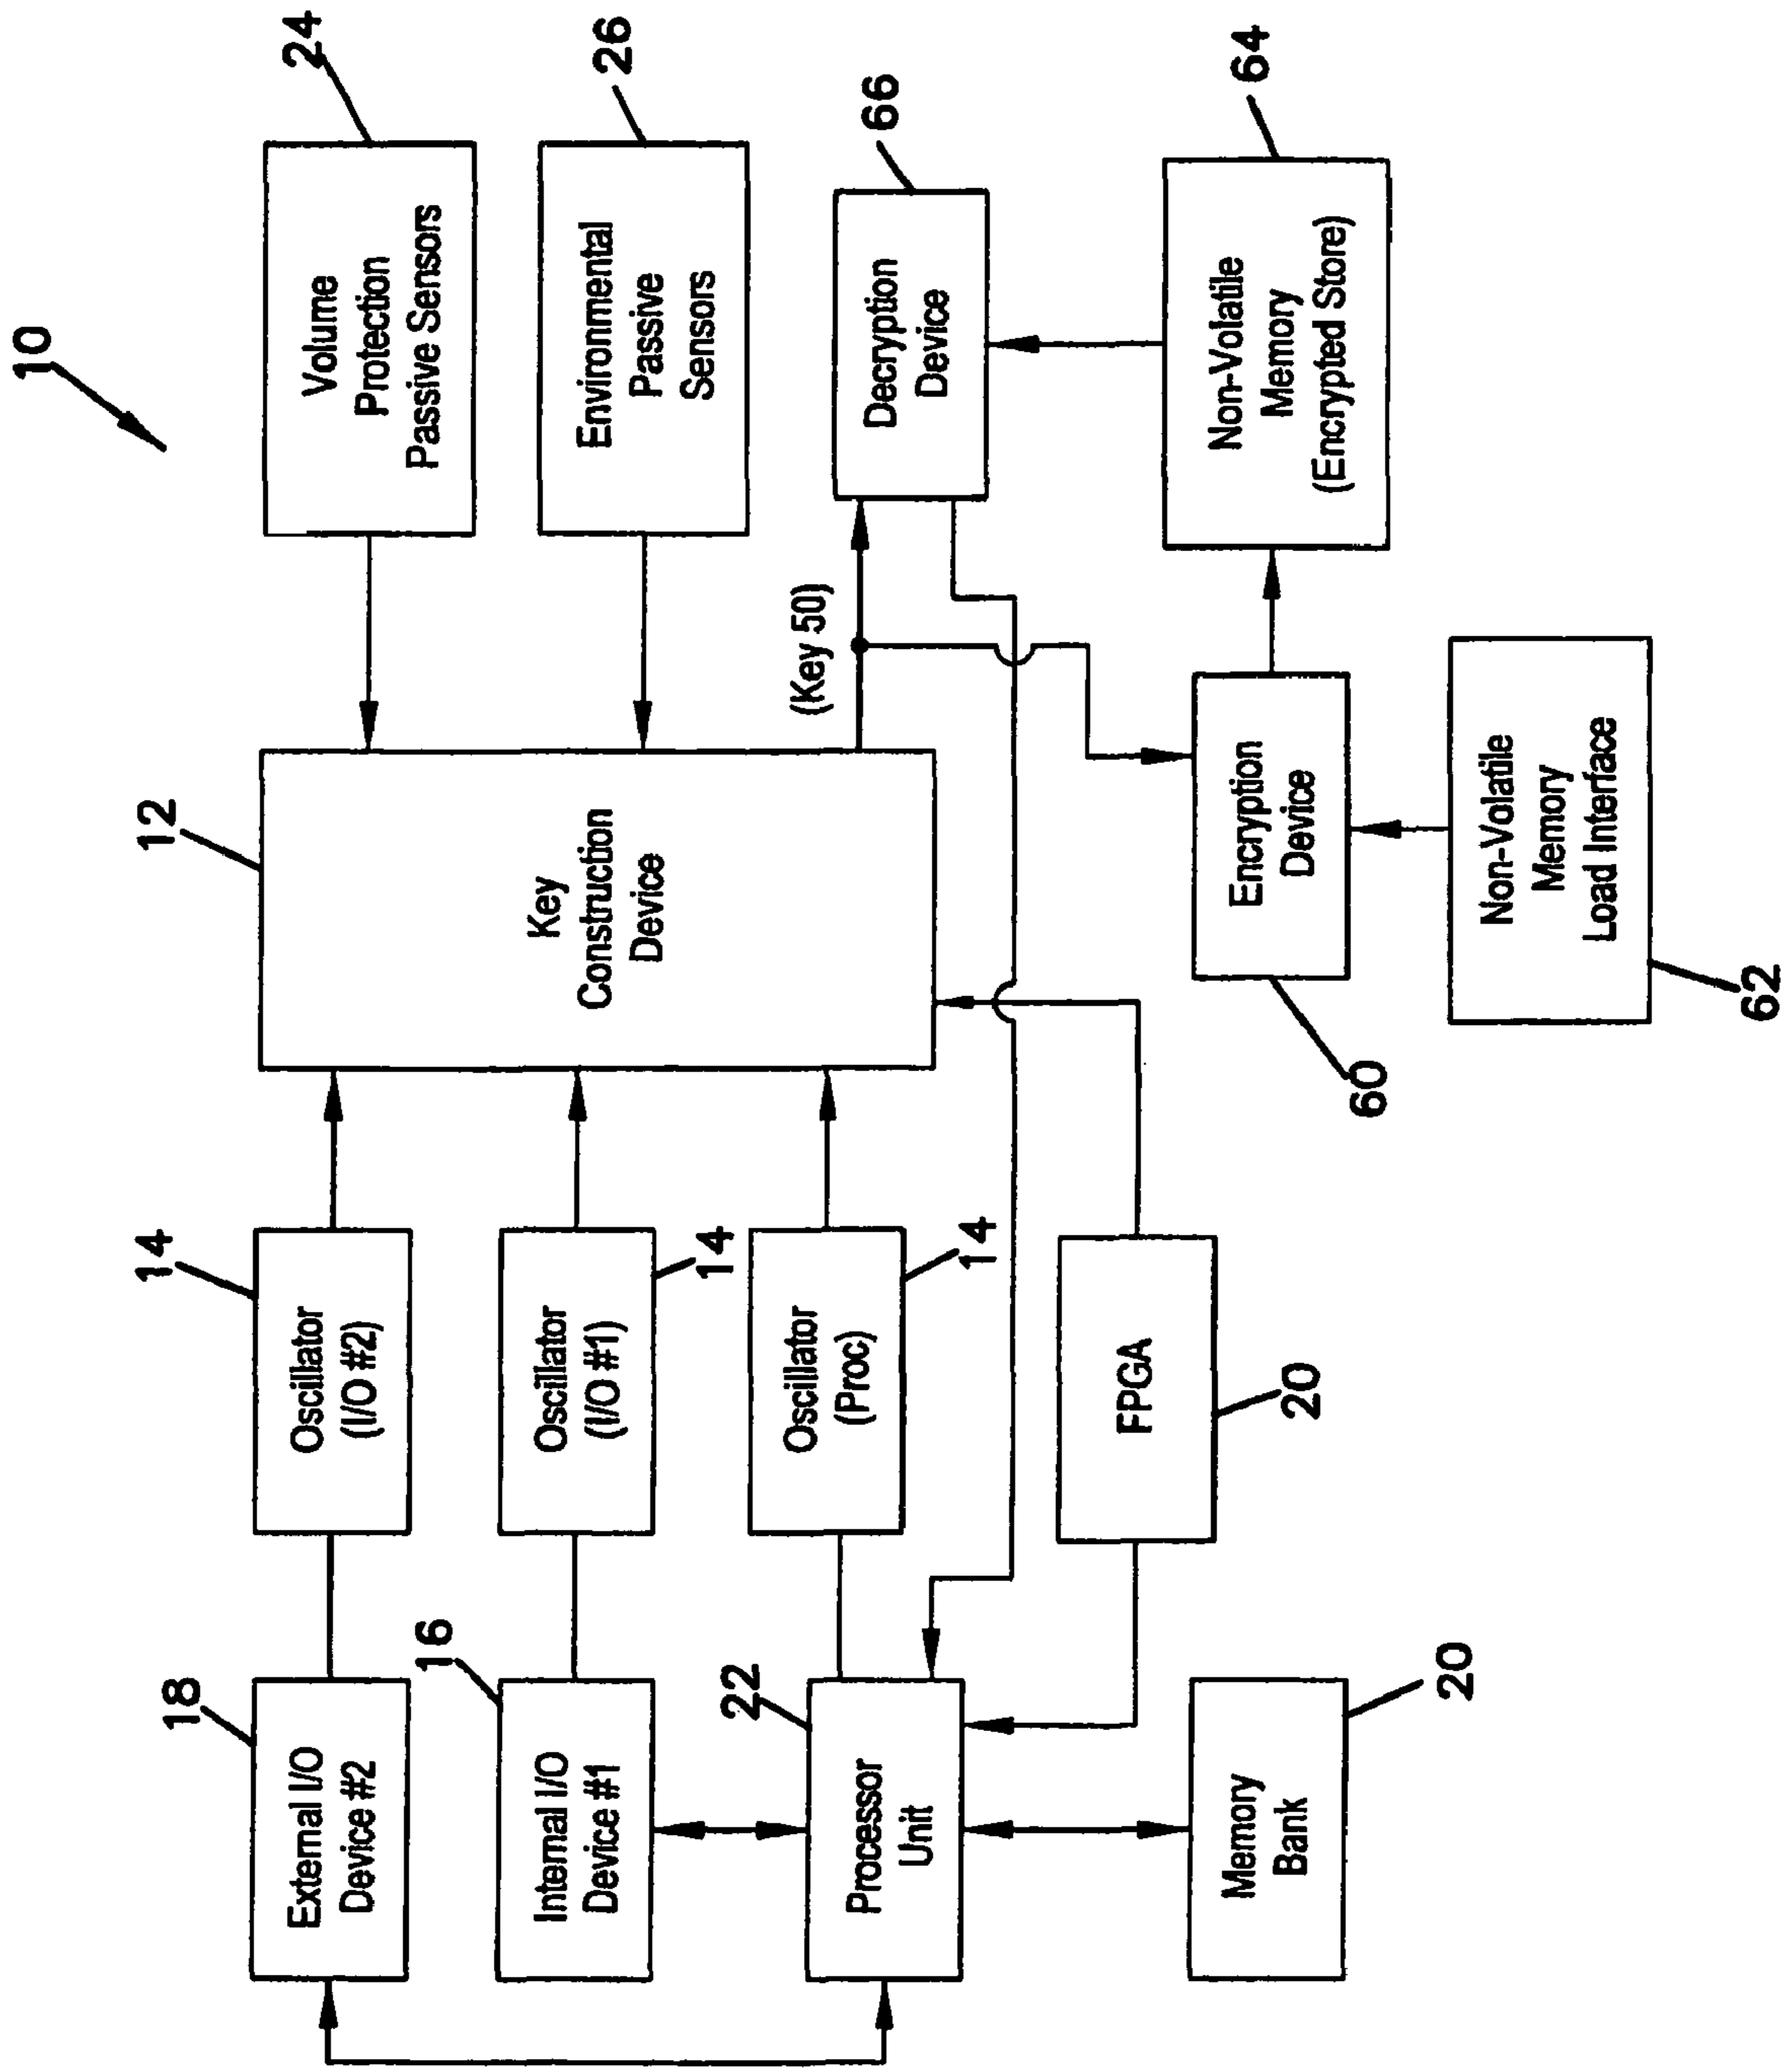 10
18
External I/O
Device #2
14
Oscillator
(I/O #2)
12
Key
Construction
Device
24
Volume
Protection
Passive Sensors
16
Internal I/O
Device #1
14
Oscillator
(I/O #1)
26
Environmental
Passive
Sensors
22
Processor
Unit
14
Oscillator
(Proc)
(Key 50)
66
Decryption
Device
20
FPGA
20
Memory
Bank
60
Encryption
Device
64
Non-Volatile
Memory
(Encrypted Store)
62
Non-Volatile
Memory
Load Interface